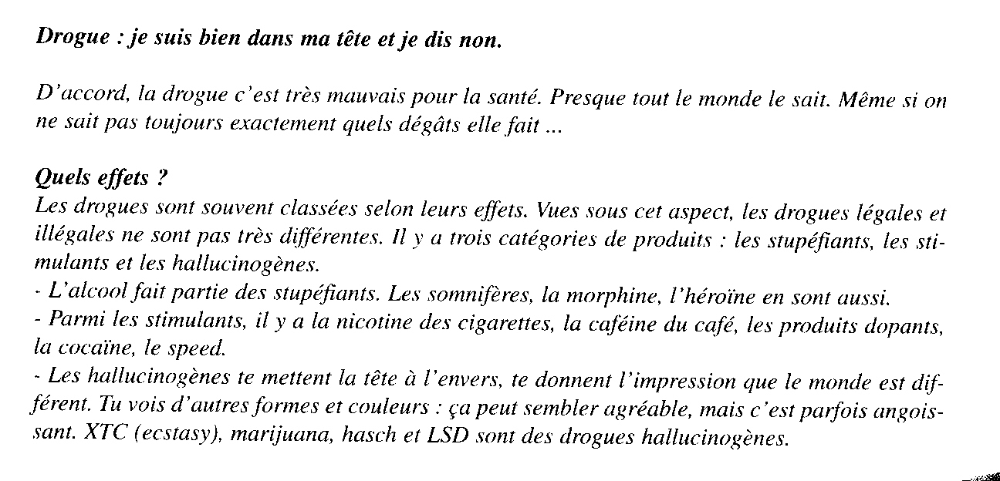 Drogue : je suis bien dans ma tête et je dis non.
D'accord, la drogue c'est très mauvais pour la santé. Presque tout le monde le sait. Même si on
ne sait pas toujours exactement quels dégâts elle fait ...
Quels effets ?
Les drogues sont souvent classées selon leurs effets. Vues sous cet aspect, les drogues légales et
illégales ne sont pas très différentes. Il y a trois catégories de produits : les stupéfiants, les sti-
mulants et les hallucinogènes.
- L'alcool fait partie des stupéfiants. Les somnifères, la morphine, l'héroïne en sont aussi.
- Parmi les stimulants, il y a la nicotine des cigarettes, la caféine du café, les produits dopants,
la cocaïne, le speed.
- Les hallucinogènes te mettent la tête à l'envers, te donnent l'impression que le monde est dif-
férent. Tu vois d'autres formes et couleurs : ça peut sembler agréable, mais c'est parfois angois-
sant. XTC (ecstasy), marijuana, hasch et LSD sont des drogues hallucinogènes.